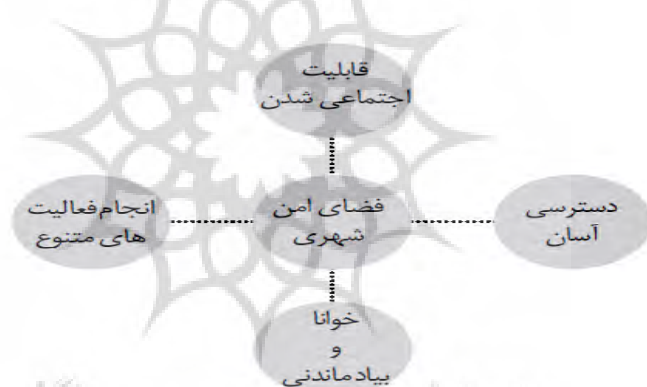 قابلیت
اجتماعی شدن
دسترسی
آسان
فضای امن
شهری
انجام فعالیت
های متنوع
خوانا
و
بیادماندنی